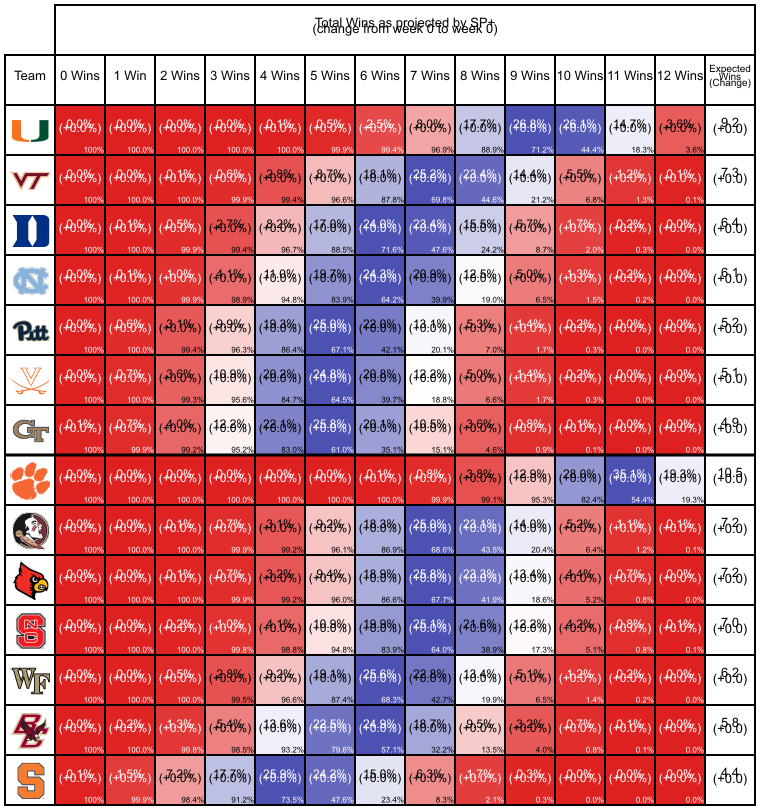 Total Wins as projected by SP+
(change from week 0 to week 0)
Team 0 Wins 1 Win 2 Wins 3 Wins 4 Wins 5 Wins 6 Wins 7 Wins 8 Wins 9 Wins 10 Wins 11 Wins 12 Wins Expected Wins (Change)
U 0.0% 0.0% 0.0% 0.0% 0.1% 0.5% 2.5% 8.0% 17.7% 26.8% 26.1% 14.7% 3.6% 9.2
(+0.0%) (+0.0%) (+0.0%) (+0.0%) (+0.0%) (+0.0%) (+0.0%) (+0.0%) (+0.0%) (+0.0%) (+0.0%) (+0.0%) (+0.0%) (+0.0)
100% 100.0% 100.0% 100.0% 100.0% 99.9% 99.4% 96.9% 88.9% 71.2% 44.4% 18.3% 3.6%
VT 0.0% 0.0% 0.1% 0.6% 2.8% 8.7% 18.1% 25.2% 23.4% 14.4% 5.5% 1.2% 0.1% 7.3
(+0.0%) (+0.0%) (+0.0%) (+0.0%) (+0.0%) (+0.0%) (+0.0%) (+0.0%) (+0.0%) (+0.0%) (+0.0%) (+0.0%) (+0.0%) (+0.0)
100% 100.0% 100.0% 99.9% 99.4% 96.6% 87.8% 69.8% 44.6% 21.2% 6.8% 1.3% 0.1%
D 0.0% 0.1% 0.5% 2.7% 8.2% 17.0% 24.0% 23.4% 15.5% 6.7% 1.7% 0.3% 0.0% 6.4
(+0.0%) (+0.0%) (+0.0%) (+0.0%) (+0.0%) (+0.0%) (+0.0%) (+0.0%) (+0.0%) (+0.0%) (+0.0%) (+0.0%) (+0.0%) (+0.0)
100% 100.0% 99.9% 99.4% 96.7% 88.5% 71.6% 47.6% 24.2% 8.7% 2.0% 0.3% 0.0%
NC 0.0% 0.1% 1.0% 4.1% 11.0% 19.7% 24.3% 20.9% 12.5% 5.0% 1.3% 0.2% 0.0% 6.1
(+0.0%) (+0.0%) (+0.0%) (+0.0%) (+0.0%) (+0.0%) (+0.0%) (+0.0%) (+0.0%) (+0.0%) (+0.0%) (+0.0%) (+0.0%) (+0.0)
100% 100.0% 99.9% 98.9% 94.8% 83.9% 64.2% 39.9% 19.0% 6.5% 1.5% 0.2% 0.0%
Pitt 0.0% 0.6% 3.1% 9.9% 19.3% 25.0% 22.0% 13.1% 5.3% 1.4% 0.2% 0.0% 0.0% 5.2
(+0.0%) (+0.0%) (+0.0%) (+0.0%) (+0.0%) (+0.0%) (+0.0%) (+0.0%) (+0.0%) (+0.0%) (+0.0%) (+0.0%) (+0.0%) (+0.0)
100% 100.0% 99.4% 96.3% 86.4% 67.1% 42.1% 20.1% 7.0% 1.7% 0.3% 0.0% 0.0%
V 0.0% 0.7% 3.6% 10.9% 20.2% 24.8% 20.8% 12.2% 5.0% 1.4% 0.2% 0.0% 0.0% 5.1
(+0.0%) (+0.0%) (+0.0%) (+0.0%) (+0.0%) (+0.0%) (+0.0%) (+0.0%) (+0.0%) (+0.0%) (+0.0%) (+0.0%) (+0.0%) (+0.0)
100% 100.0% 99.3% 95.6% 84.7% 64.5% 39.7% 18.8% 6.6% 1.7% 0.3% 0.0% 0.0%
GT 0.1% 0.7% 4.0% 12.2% 22.1% 25.8% 20.1% 10.5% 3.6% 0.8% 0.1% 0.0% 0.0% 4.9
(+0.0%) (+0.0%) (+0.0%) (+0.0%) (+0.0%) (+0.0%) (+0.0%) (+0.0%) (+0.0%) (+0.0%) (+0.0%) (+0.0%) (+0.0%) (+0.0)
100% 99.9% 99.2% 95.2% 83.0% 61.0% 35.1% 15.1% 4.6% 0.9% 0.1% 0.0% 0.0%
0.0% 0.0% 0.0% 0.0% 0.0% 0.0% 0.1% 0.8% 3.8% 12.9% 28.0% 35.1% 19.3% 10.5
(+0.0%) (+0.0%) (+0.0%) (+0.0%) (+0.0%) (+0.0%) (+0.0%) (+0.0%) (+0.0%) (+0.0%) (+0.0%) (+0.0%) (+0.0%) (+0.0)
100% 100.0% 100.0% 100.0% 100.0% 100.0% 100.0% 99.9% 99.1% 95.3% 82.4% 54.4% 19.3%
0.0% 0.0% 0.1% 0.7% 3.1% 9.2% 18.3% 25.0% 23.1% 14.0% 5.2% 1.1% 0.1% 7.2
(+0.0%) (+0.0%) (+0.0%) (+0.0%) (+0.0%) (+0.0%) (+0.0%) (+0.0%) (+0.0%) (+0.0%) (+0.0%) (+0.0%) (+0.0%) (+0.0)
100% 100.0% 100.0% 99.9% 99.2% 96.1% 86.9% 68.6% 43.5% 20.4% 6.4% 1.2% 0.1%
0.0% 0.0% 0.1% 0.7% 3.2% 9.4% 18.9% 25.8% 23.3% 13.4% 4.4% 0.7% 0.0% 7.2
(+0.0%) (+0.0%) (+0.0%) (+0.0%) (+0.0%) (+0.0%) (+0.0%) (+0.0%) (+0.0%) (+0.0%) (+0.0%) (+0.0%) (+0.0%) (+0.0)
100% 100.0% 100.0% 99.9% 99.2% 96.0% 86.6% 67.7% 41.9% 18.6% 5.2% 0.8% 0.0%
S 0.0% 0.0% 0.2% 1.0% 4.1% 10.9% 19.9% 25.1% 21.6% 12.2% 4.2% 0.8% 0.1% 7.0
(+0.0%) (+0.0%) (+0.0%) (+0.0%) (+0.0%) (+0.0%) (+0.0%) (+0.0%) (+0.0%) (+0.0%) (+0.0%) (+0.0%) (+0.0%) (+0.0)
100% 100.0% 100.0% 99.8% 98.8% 94.8% 83.9% 64.0% 38.9% 17.3% 5.1% 0.8% 0.1%
WF 0.0% 0.0% 0.5% 2.8% 9.2% 19.1% 25.6% 22.8% 13.4% 5.1% 1.2% 0.2% 0.0% 6.2
(+0.0%) (+0.0%) (+0.0%) (+0.0%) (+0.0%) (+0.0%) (+0.0%) (+0.0%) (+0.0%) (+0.0%) (+0.0%) (+0.0%) (+0.0%) (+0.0)
100% 100.0% 100.0% 99.5% 96.6% 87.4% 68.3% 42.7% 19.9% 6.5% 1.4% 0.2% 0.0%
BC 0.0% 0.2% 1.3% 5.4% 13.6% 22.5% 24.9% 18.7% 9.5% 3.3% 0.7% 0.1% 0.0% 5.8
(+0.0%) (+0.0%) (+0.0%) (+0.0%) (+0.0%) (+0.0%) (+0.0%) (+0.0%) (+0.0%) (+0.0%) (+0.0%) (+0.0%) (+0.0%) (+0.0)
100% 100.0% 99.8% 98.5% 93.2% 79.6% 57.1% 32.2% 13.5% 4.0% 0.8% 0.1% 0.0%
S 0.1% 1.5% 7.2% 17.7% 25.9% 24.2% 15.0% 6.3% 1.7% 0.3% 0.0% 0.0% 0.0% 4.4
(+0.0%) (+0.0%) (+0.0%) (+0.0%) (+0.0%) (+0.0%) (+0.0%) (+0.0%) (+0.0%) (+0.0%) (+0.0%) (+0.0%) (+0.0%) (+0.0)
100% 99.9% 98.4% 91.2% 73.5% 47.6% 23.4% 8.3% 2.1% 0.3% 0.0% 0.0% 0.0%